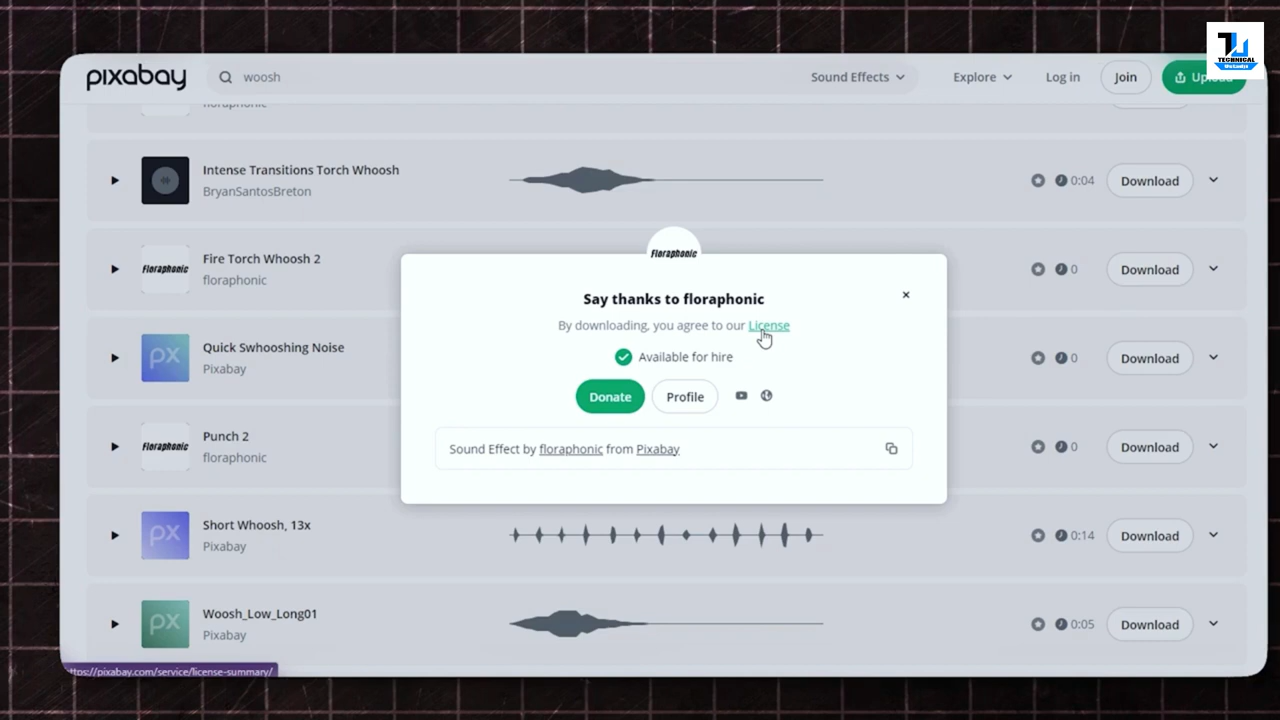 TECHNICAL
pixabay
woosh
Sound Effects
Explore
Log in
Join
Upload
floraphonic
Intense Transitions Torch Whoosh
BryanSantosBreton
0:04
Download
Floraphonic
Fire Torch Whoosh 2
floraphonic
0
Download
px
Quick Swhooshing Noise
Pixabay
0
Download
Floraphonic
Punch 2
floraphonic
0
Download
px
Short Whoosh, 13x
Pixabay
0:14
Download
px
Woosh_Low_Long01
Pixabay
0:05
Download
Floraphonic
Say thanks to floraphonic
By downloading, you agree to our License
Available for hire
Donate
Profile
Sound Effect by floraphonic from Pixabay
ttps://pixabay.com/service/license-summary/